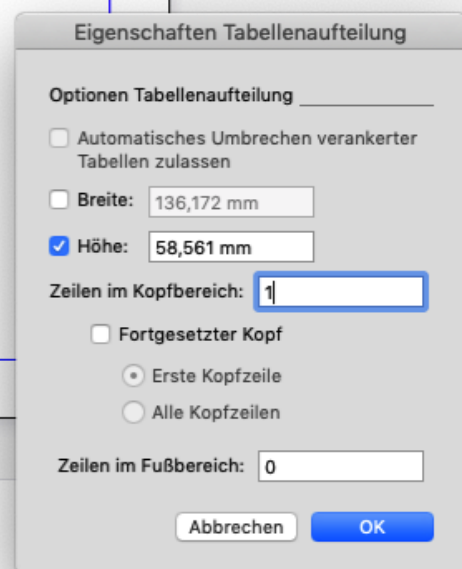 Eigenschaften Tabellenaufteilung
Optionen Tabellenaufteilung
Automatisches Umbrechen verankerter
Tabellen zulassen
Breite: 136,172 mm
Höhe: 58,561 mm
Zeilen im Kopfbereich: 1
Fortgesetzter Kopf
Erste Kopfzeile
Alle Kopfzeilen
Zeilen im Fußbereich: 0
Abbrechen OK